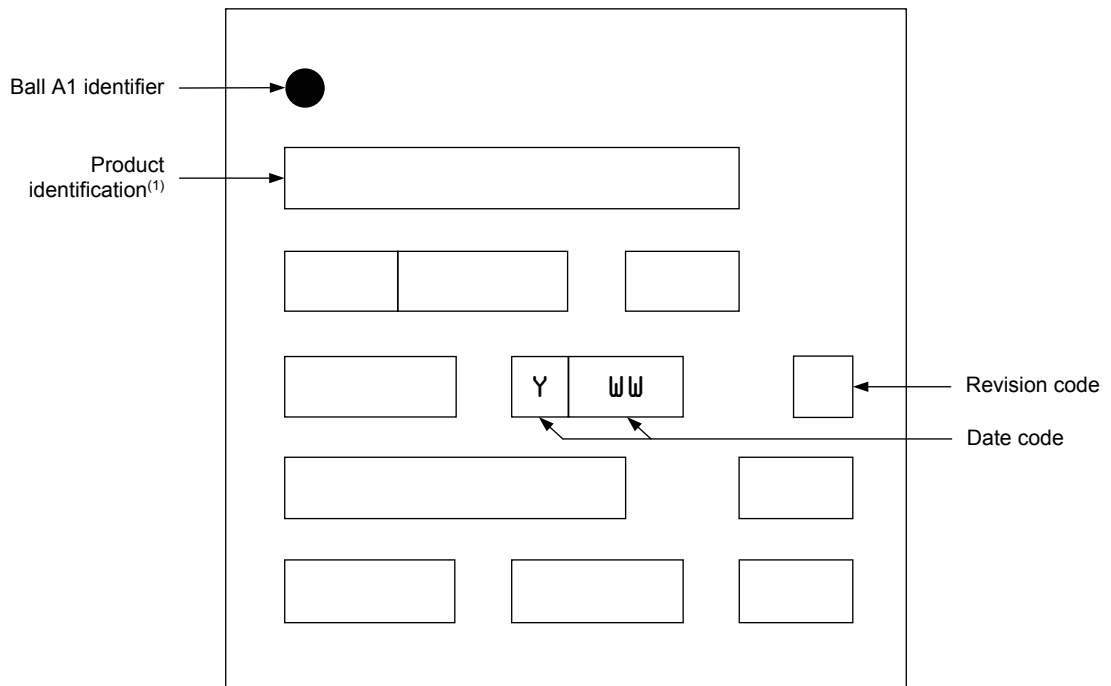 Ball A1 identifier
Product
identification(1)
Y WW
Revision code
Date code